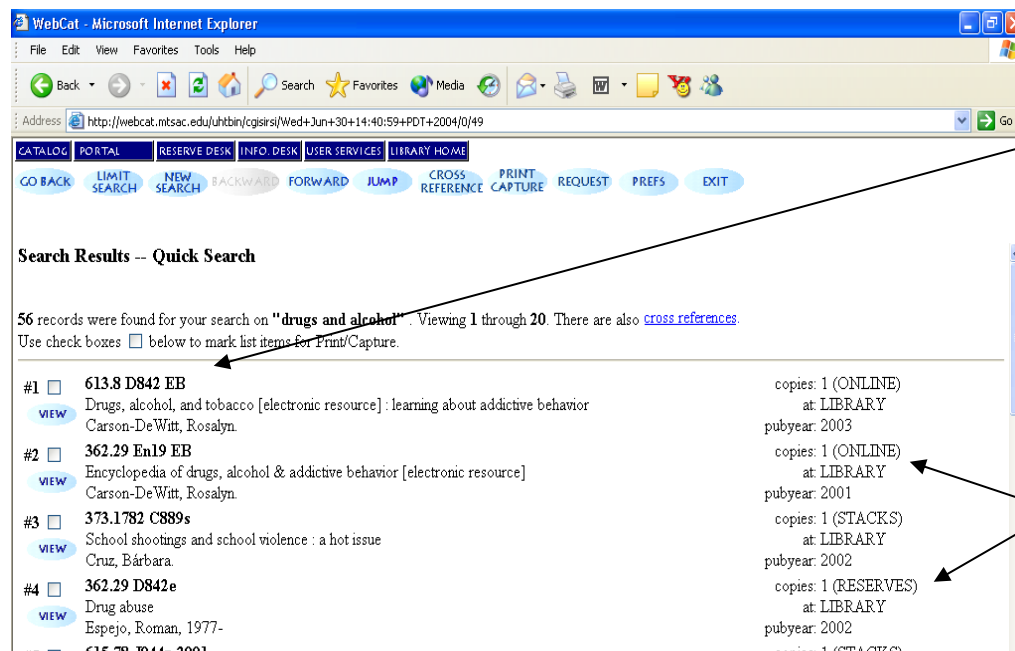 WebCat - Microsoft Internet Explorer
File Edit View Favorites Tools Help
Back Search Favorites Media
Address http://webcat.mtsac.edu/uhtbin/cgisirsi/Wed+Jun+30+14:40:59+PDT+2004/0/49 Go
CATALOG PORTAL RESERVE DESK INFO. DESK USER SERVICES LIBRARY HOME
GO BACK LIMIT SEARCH NEW SEARCH BACKWARD FORWARD JUMP CROSS REFERENCE PRINT CAPTURE REQUEST PREFS EXIT
Search Results -- Quick Search
56 records were found for your search on "drugs and alcohol" . Viewing 1 through 20. There are also cross references.
Use check boxes below to mark list items for Print/Capture.
#1 613.8 D842 EB copies: 1 (ONLINE)
VIEW Drugs, alcohol, and tobacco [electronic resource] : learning about addictive behavior at: LIBRARY
Carson-DeWitt, Rosalyn. pubyear: 2003
#2 362.29 En19 EB copies: 1 (ONLINE)
VIEW Encyclopedia of drugs, alcohol & addictive behavior [electronic resource] at: LIBRARY
Carson-DeWitt, Rosalyn. pubyear: 2001
#3 373.1782 C889s copies: 1 (STACKS)
VIEW School shootings and school violence : a hot issue at: LIBRARY
Cruz, Bárbara. pubyear: 2002
#4 362.29 D842e copies: 1 (RESERVES)
VIEW Drug abuse at: LIBRARY
Espejo, Roman, 1977- pubyear: 2002